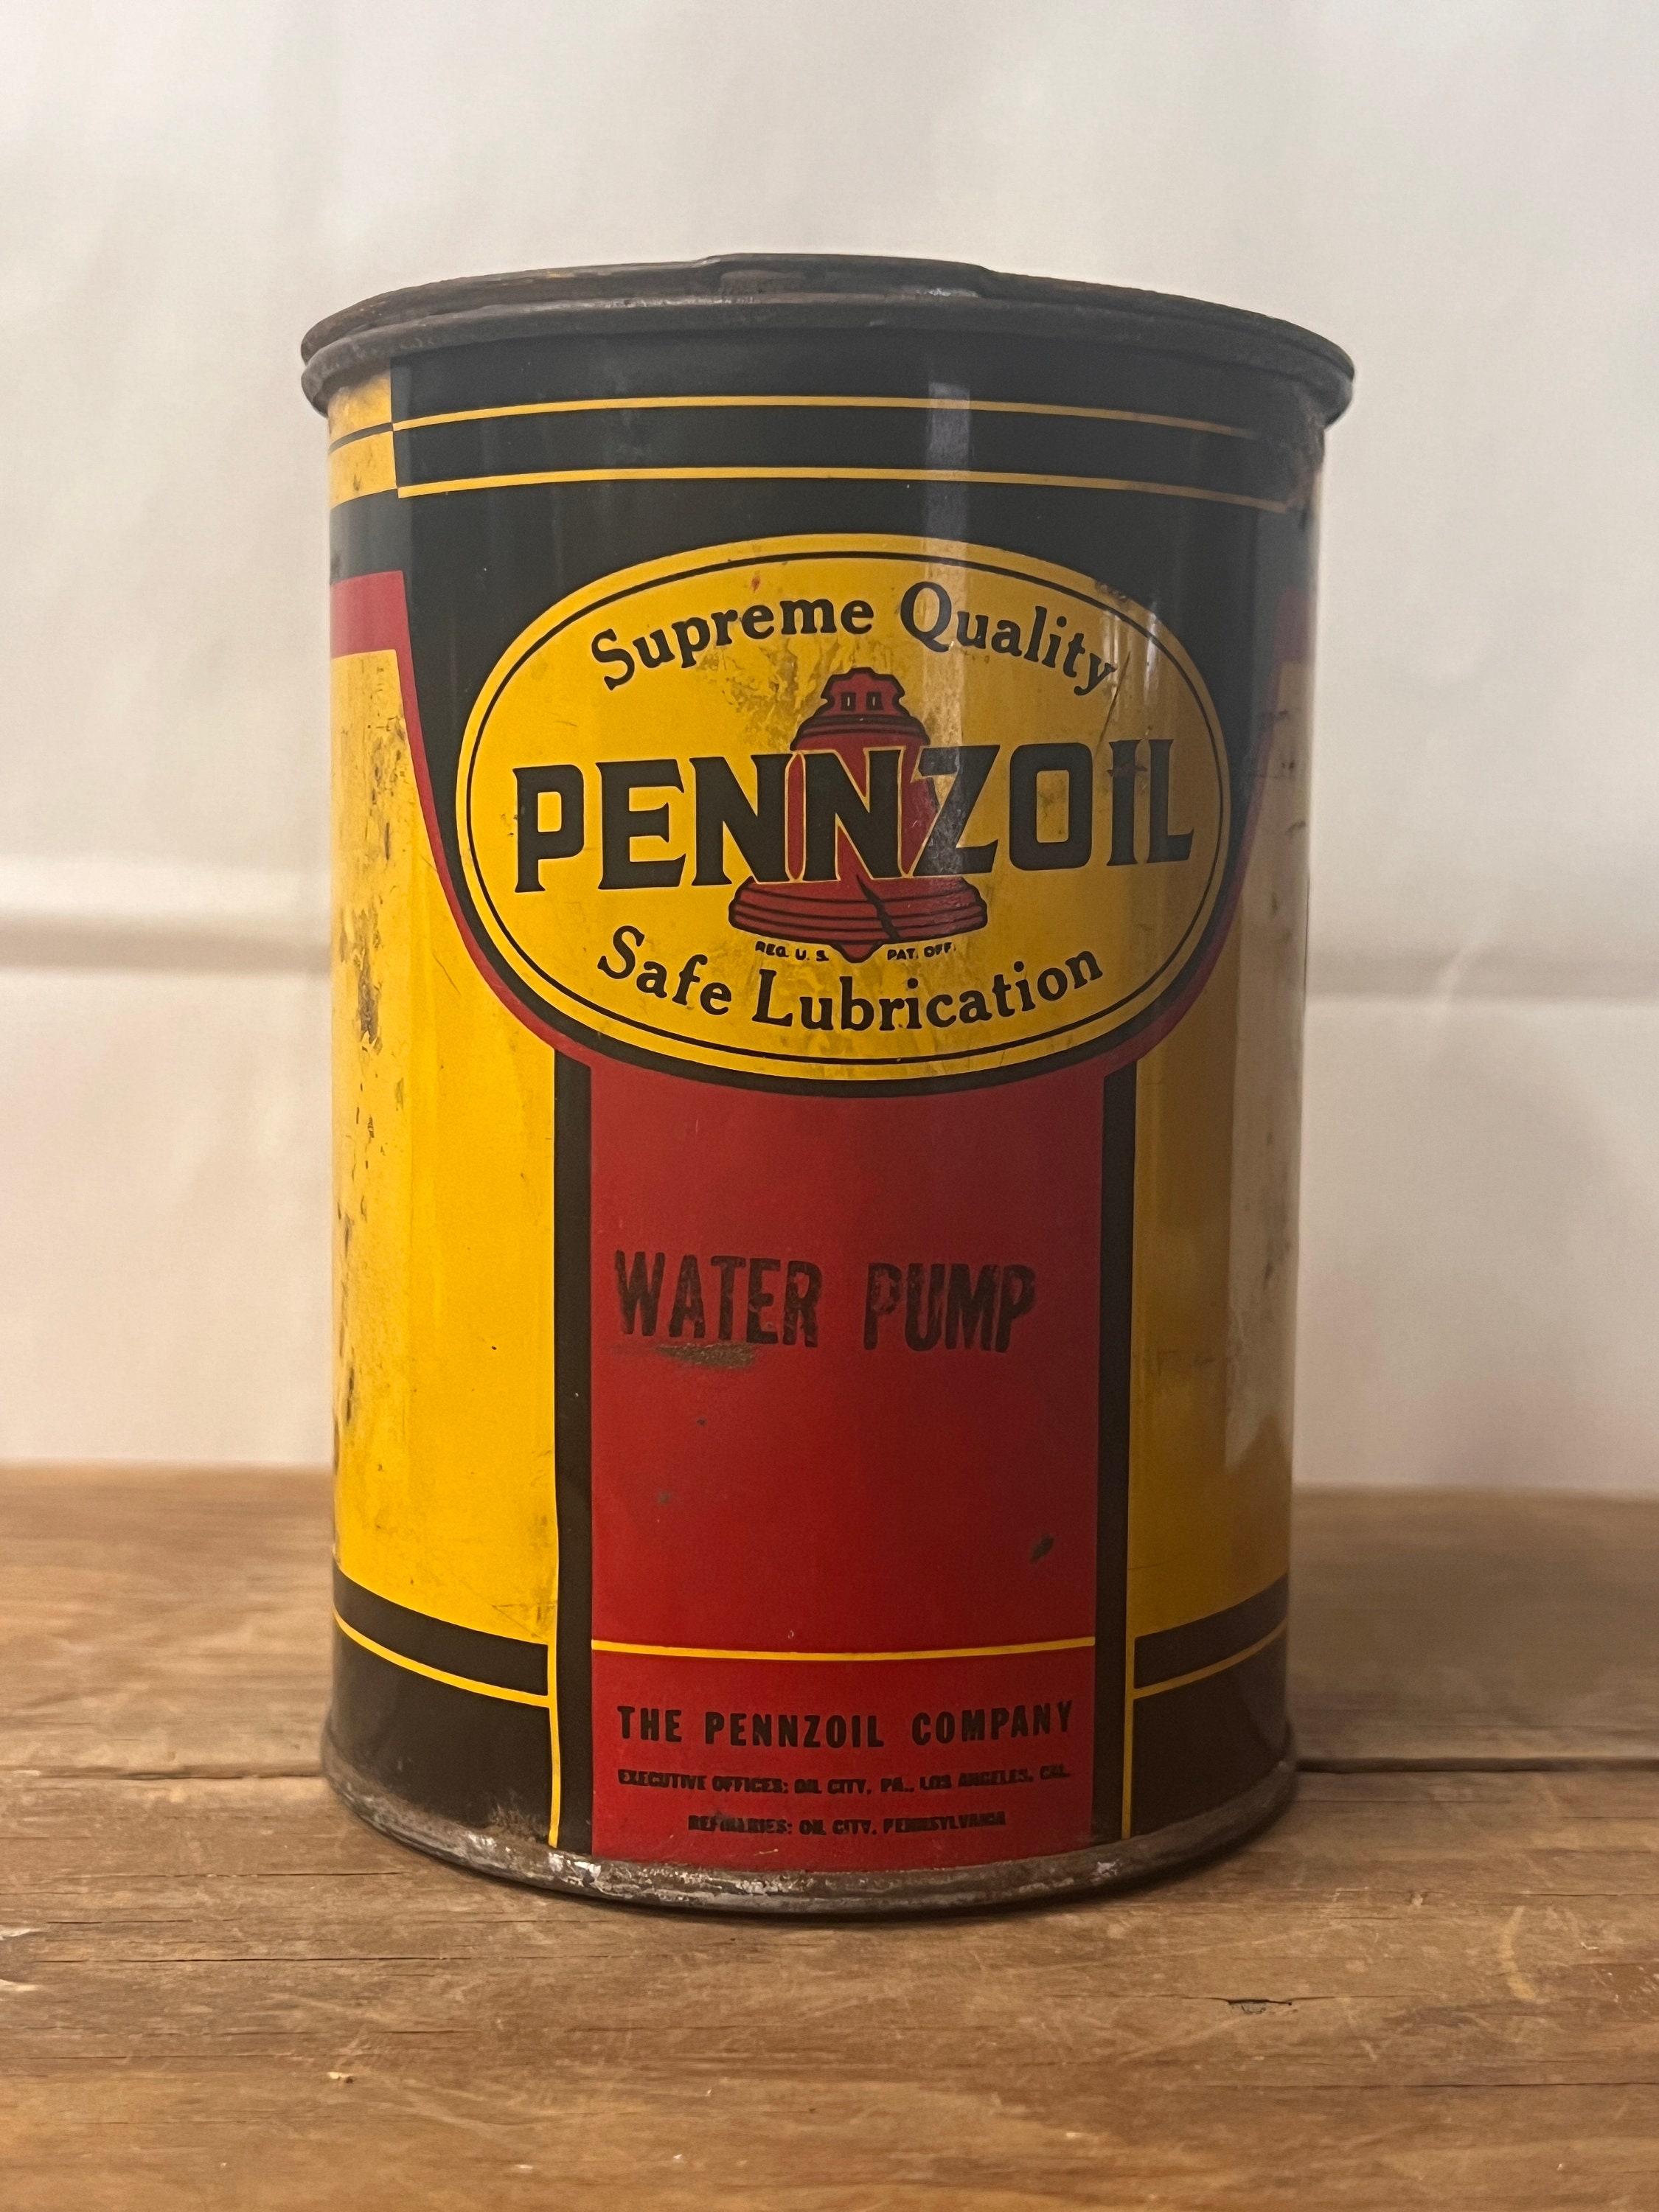 Supreme Quality
PENNZOIL
REG. U. S. PAT. OFF.
Safe Lubrication
WATER PUMP
THE PENNZOIL COMPANY
EXECUTIVE OFFICES: OIL CITY, PA., LOS ANGELES, CAL.
REFINARIES: OIL CITY, PENNSYLVANIA